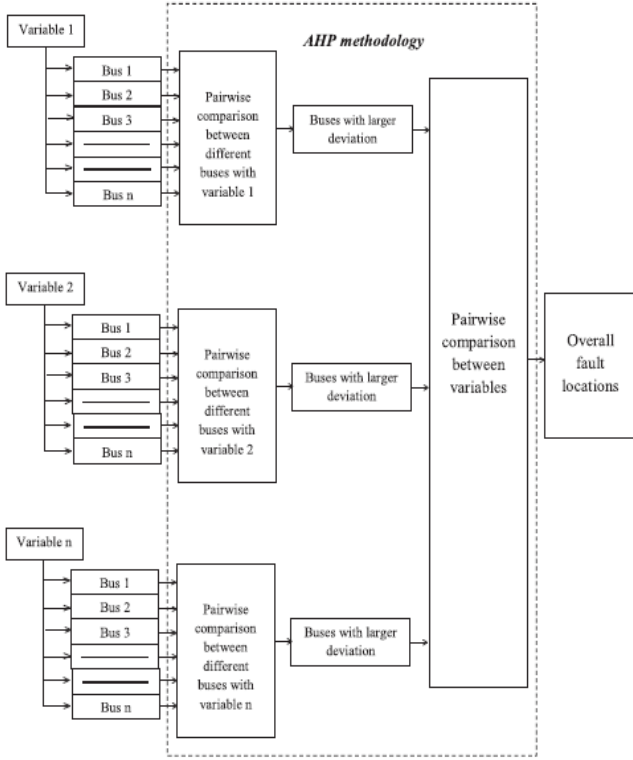 AHP methodology
Variable 1
Bus 1
Bus 2
Bus 3
Bus n
Pairwise
comparison
between
different
buses with
variable 1
Buses with larger
deviation
Variable 2
Bus 1
Bus 2
Bus 3
Bus n
Pairwise
comparison
between
different
buses with
variable 2
Buses with larger
deviation
Variable n
Bus 1
Bus 2
Bus 3
Bus n
Pairwise
comparison
between
different
buses with
variable n
Buses with larger
deviation
Pairwise
comparison
between
variables
Overall
fault
locations